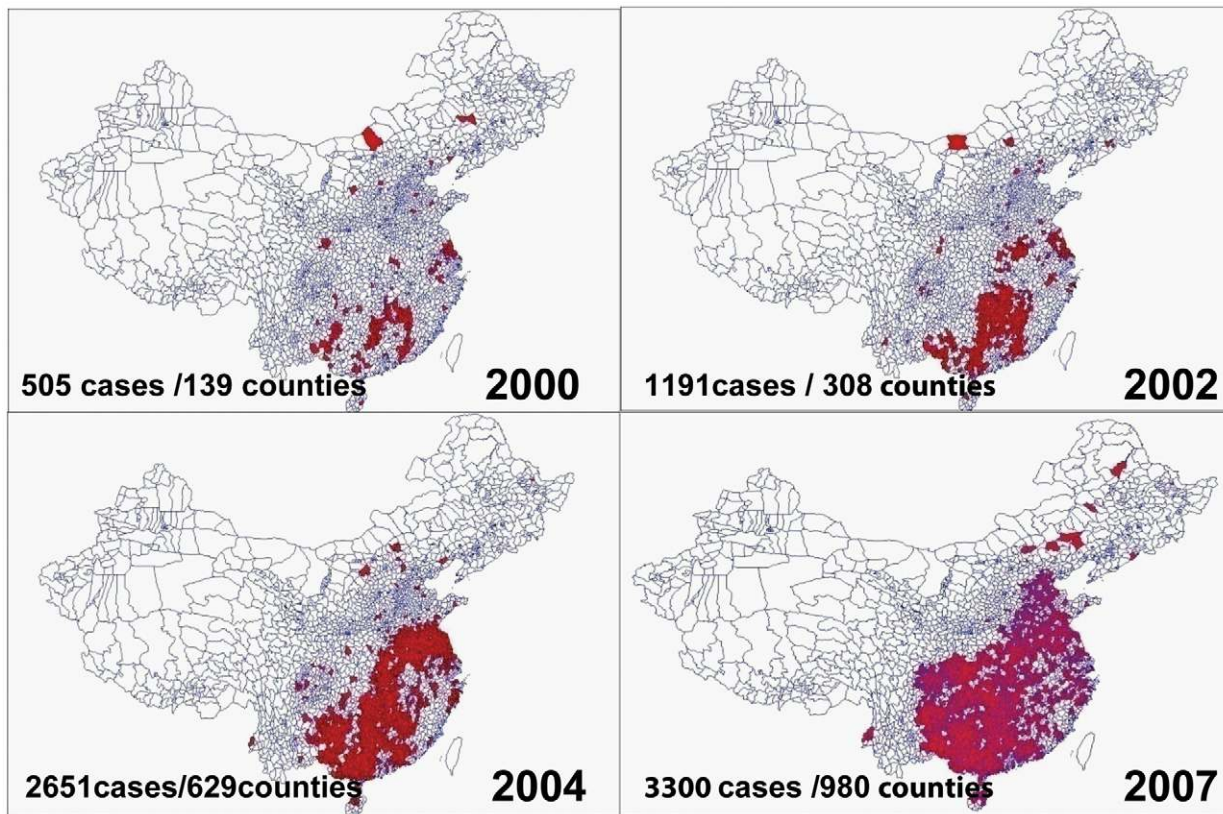 505 cases /139 counties
2000
1191cases / 308 counties
2002
2651cases/629counties
2004
3300 cases /980 counties
2007